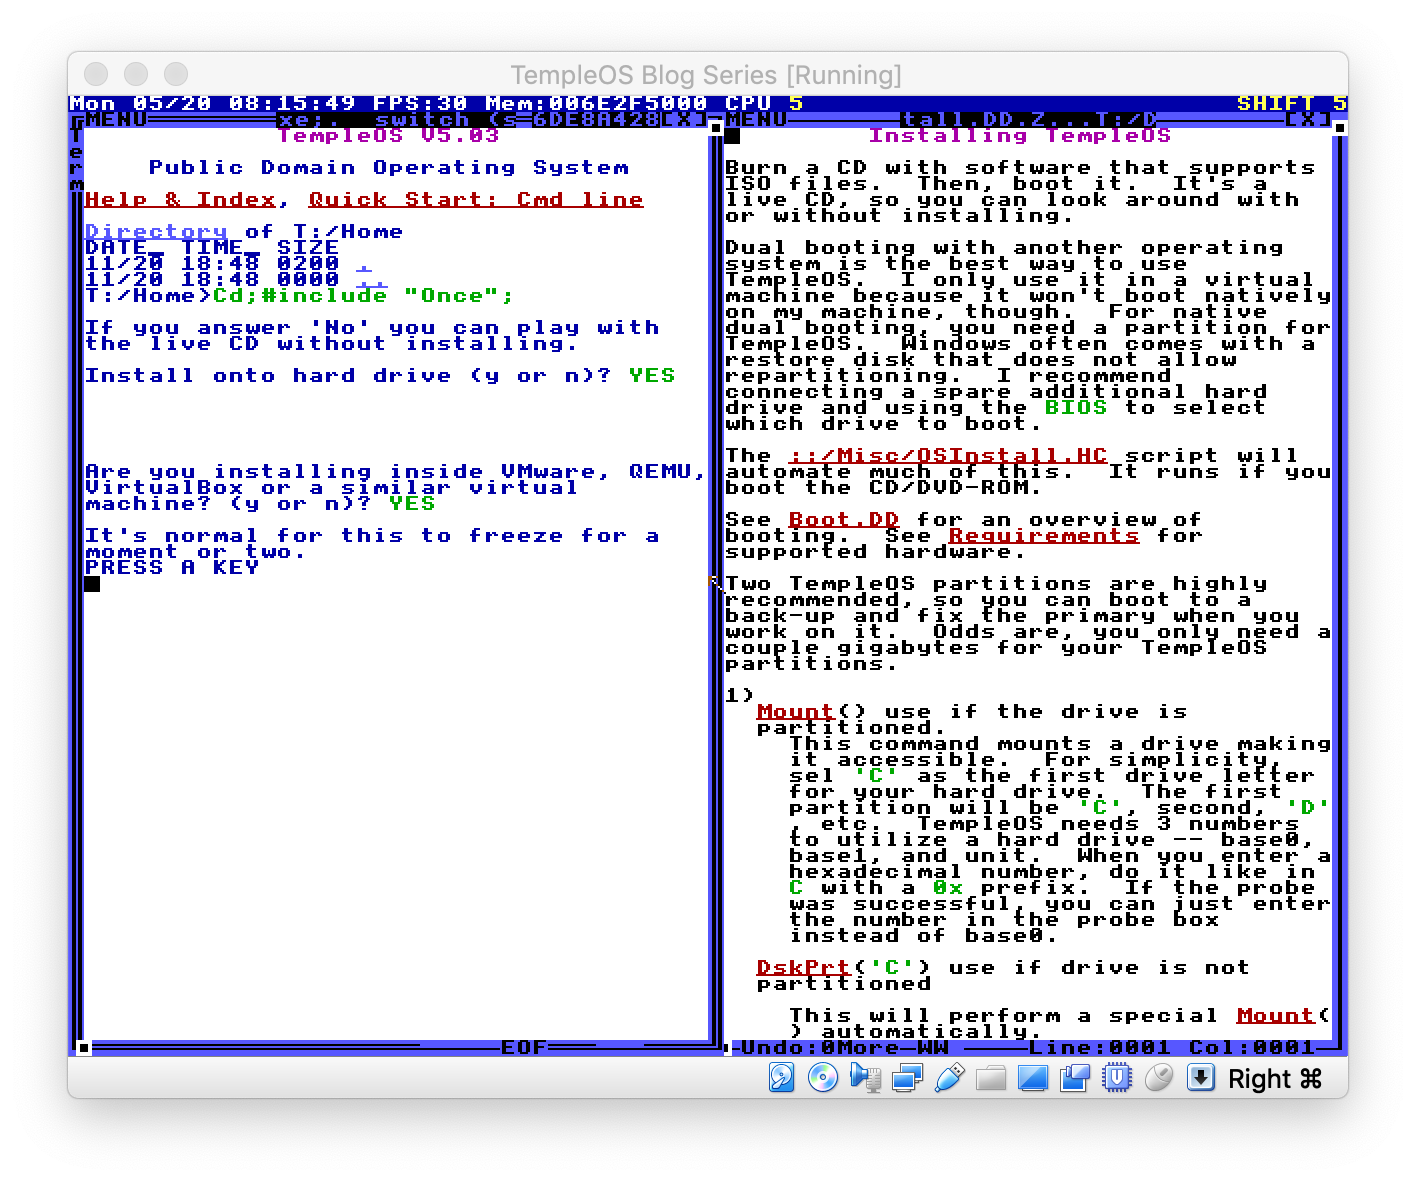 TempleOS Blog Series [Running]
Mon 05/20 08:15:49 FPS:30 Mem:006E2F5000 CPU 5 SHIFT 5
MENU xe;. switch (s 6DE8A428[X]
Term
TempleOS V5.03
Public Domain Operating System
Help & Index, Quick Start: Cmd line
Directory of T:/Home
DATE_ TIME_ SIZE
11/20 18:48 0200 .
11/20 18:48 0000 ..
T:/Home>Cd;#include "Once";
If you answer 'No' you can play with
the live CD without installing.
Install onto hard drive (y or n)? YES
Are you installing inside VMware, QEMU,
VirtualBox or a similar virtual
machine? (y or n)? YES
It's normal for this to freeze for a
moment or two.
PRESS A KEY
EOF
MENU tall.DD.Z...T:/D [X]
Installing TempleOS
Burn a CD with software that supports
ISO files.  Then, boot it.  It's a
live CD, so you can look around with
or without installing.
Dual booting with another operating
system is the best way to use
TempleOS.  I only use it in a virtual
machine because it won't boot natively
on my machine, though.  For native
dual booting, you need a partition for
TempleOS.  Windows often comes with a
restore disk that does not allow
repartitioning.  I recommend
connecting a spare additional hard
drive and using the BIOS to select
which drive to boot.
The ::/Misc/OSInstall.HC script will
automate much of this.  It runs if you
boot the CD/DVD-ROM.
See Boot.DD for an overview of
booting.  See Requirements for
supported hardware.
Two TempleOS partitions are highly
recommended, so you can boot to a
back-up and fix the primary when you
work on it.  Odds are, you only need a
couple gigabytes for your TempleOS
partitions.
1)
Mount() use if the drive is
partitioned.
This command mounts a drive making
it accessible.  For simplicity,
sel 'C' as the first drive letter
for your hard drive.  The first
partition will be 'C', second, 'D'
, etc.  TempleOS needs 3 numbers
to utilize a hard drive -- base0,
base1, and unit.  When you enter a
hexadecimal number, do it like in
C with a 0x prefix.  If the probe
was successful, you can just enter
the number in the probe box
instead of base0.
DskPrt('C') use if drive is not
partitioned
This will perform a special Mount(
) automatically.
Undo:0More-WW Line:0001 Col:0001
Right ⌘